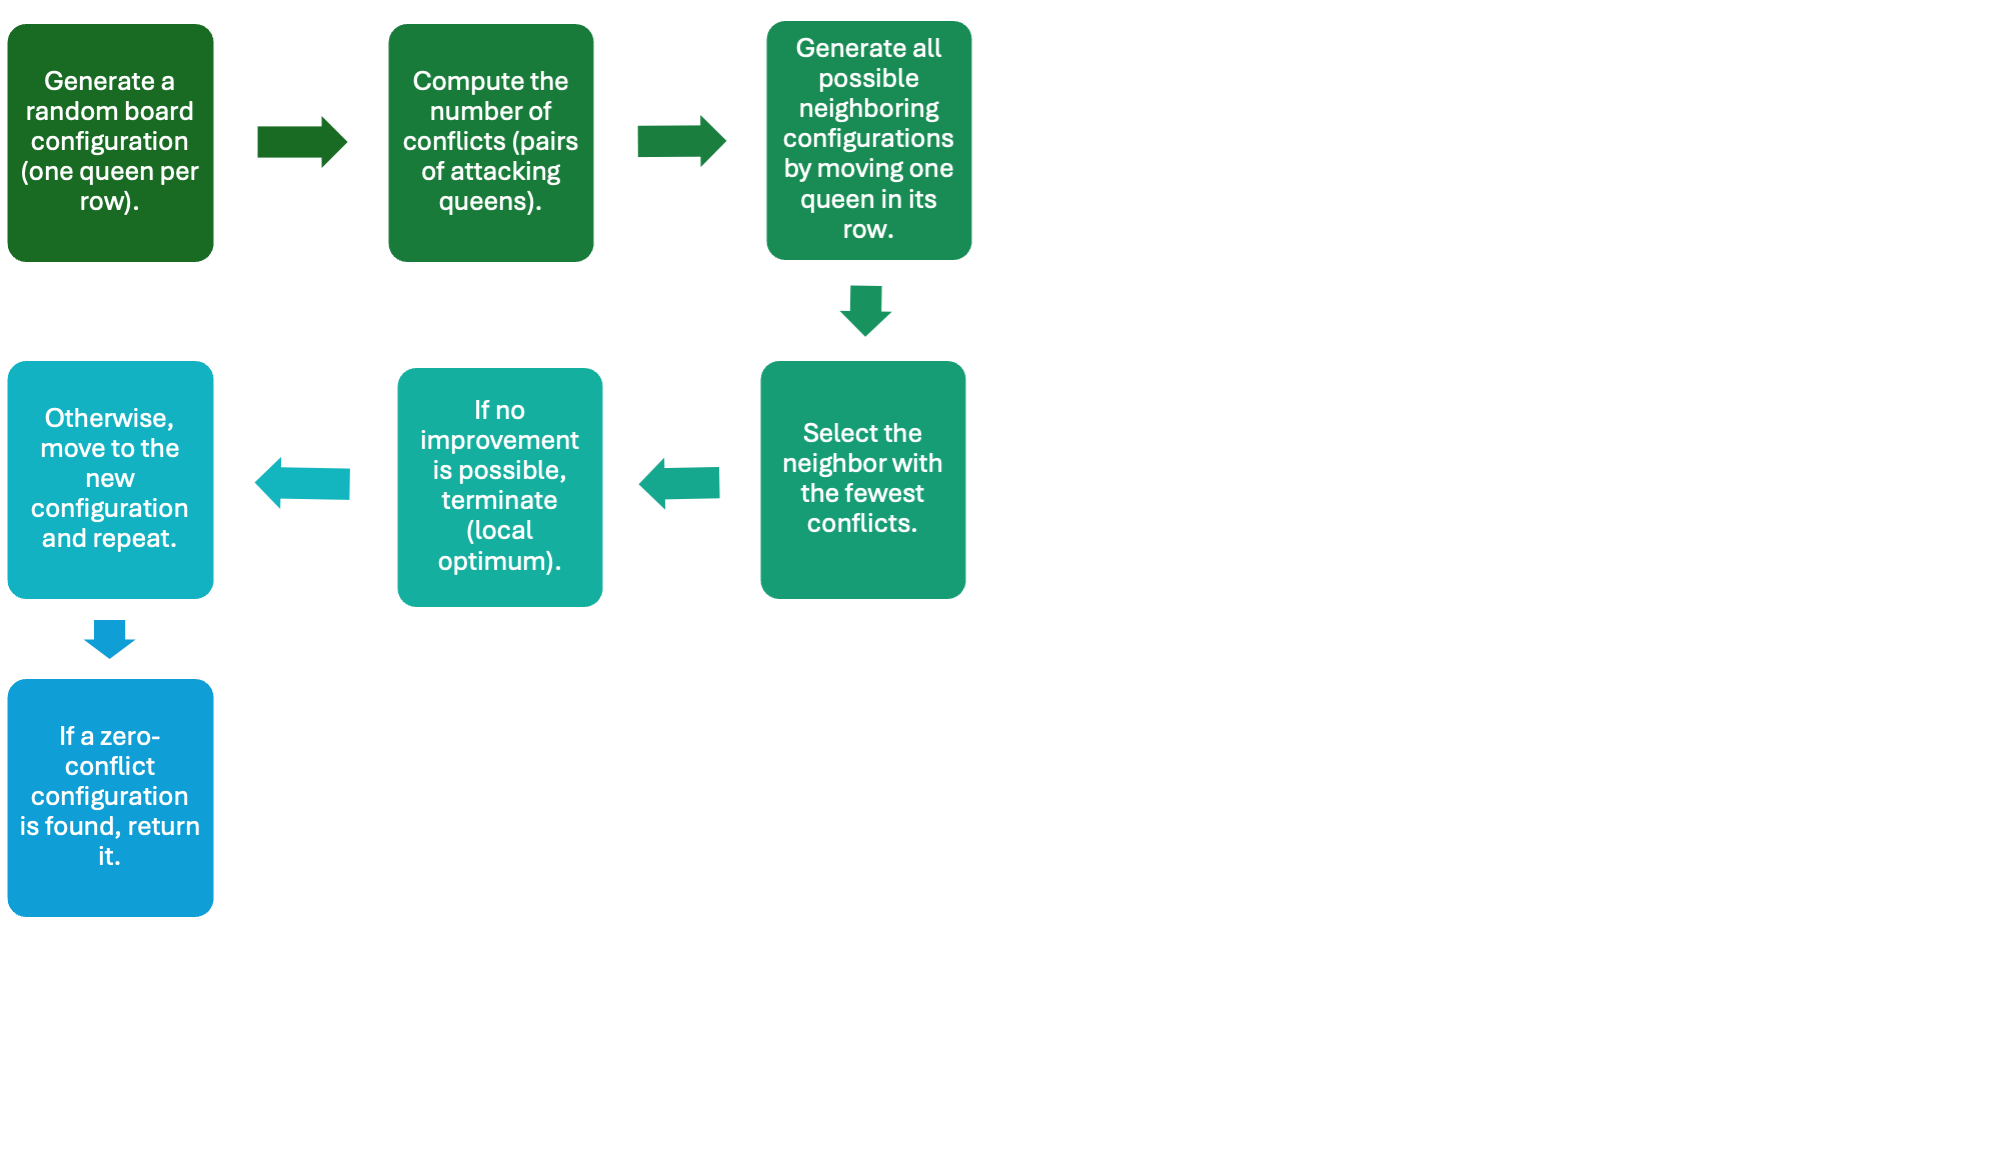 Generate a
random board
configuration
(one queen per
row).
Compute the
number of
conflicts (pairs
of attacking
queens).
Generate all
possible
neighboring
configurations
by moving one
queen in its
row.
Select the
neighbor with
the fewest
conflicts.
If no
improvement
is possible,
terminate
(local
optimum).
Otherwise,
move to the
new
configuration
and repeat.
If a zero-
conflict
configuration
is found, return
it.